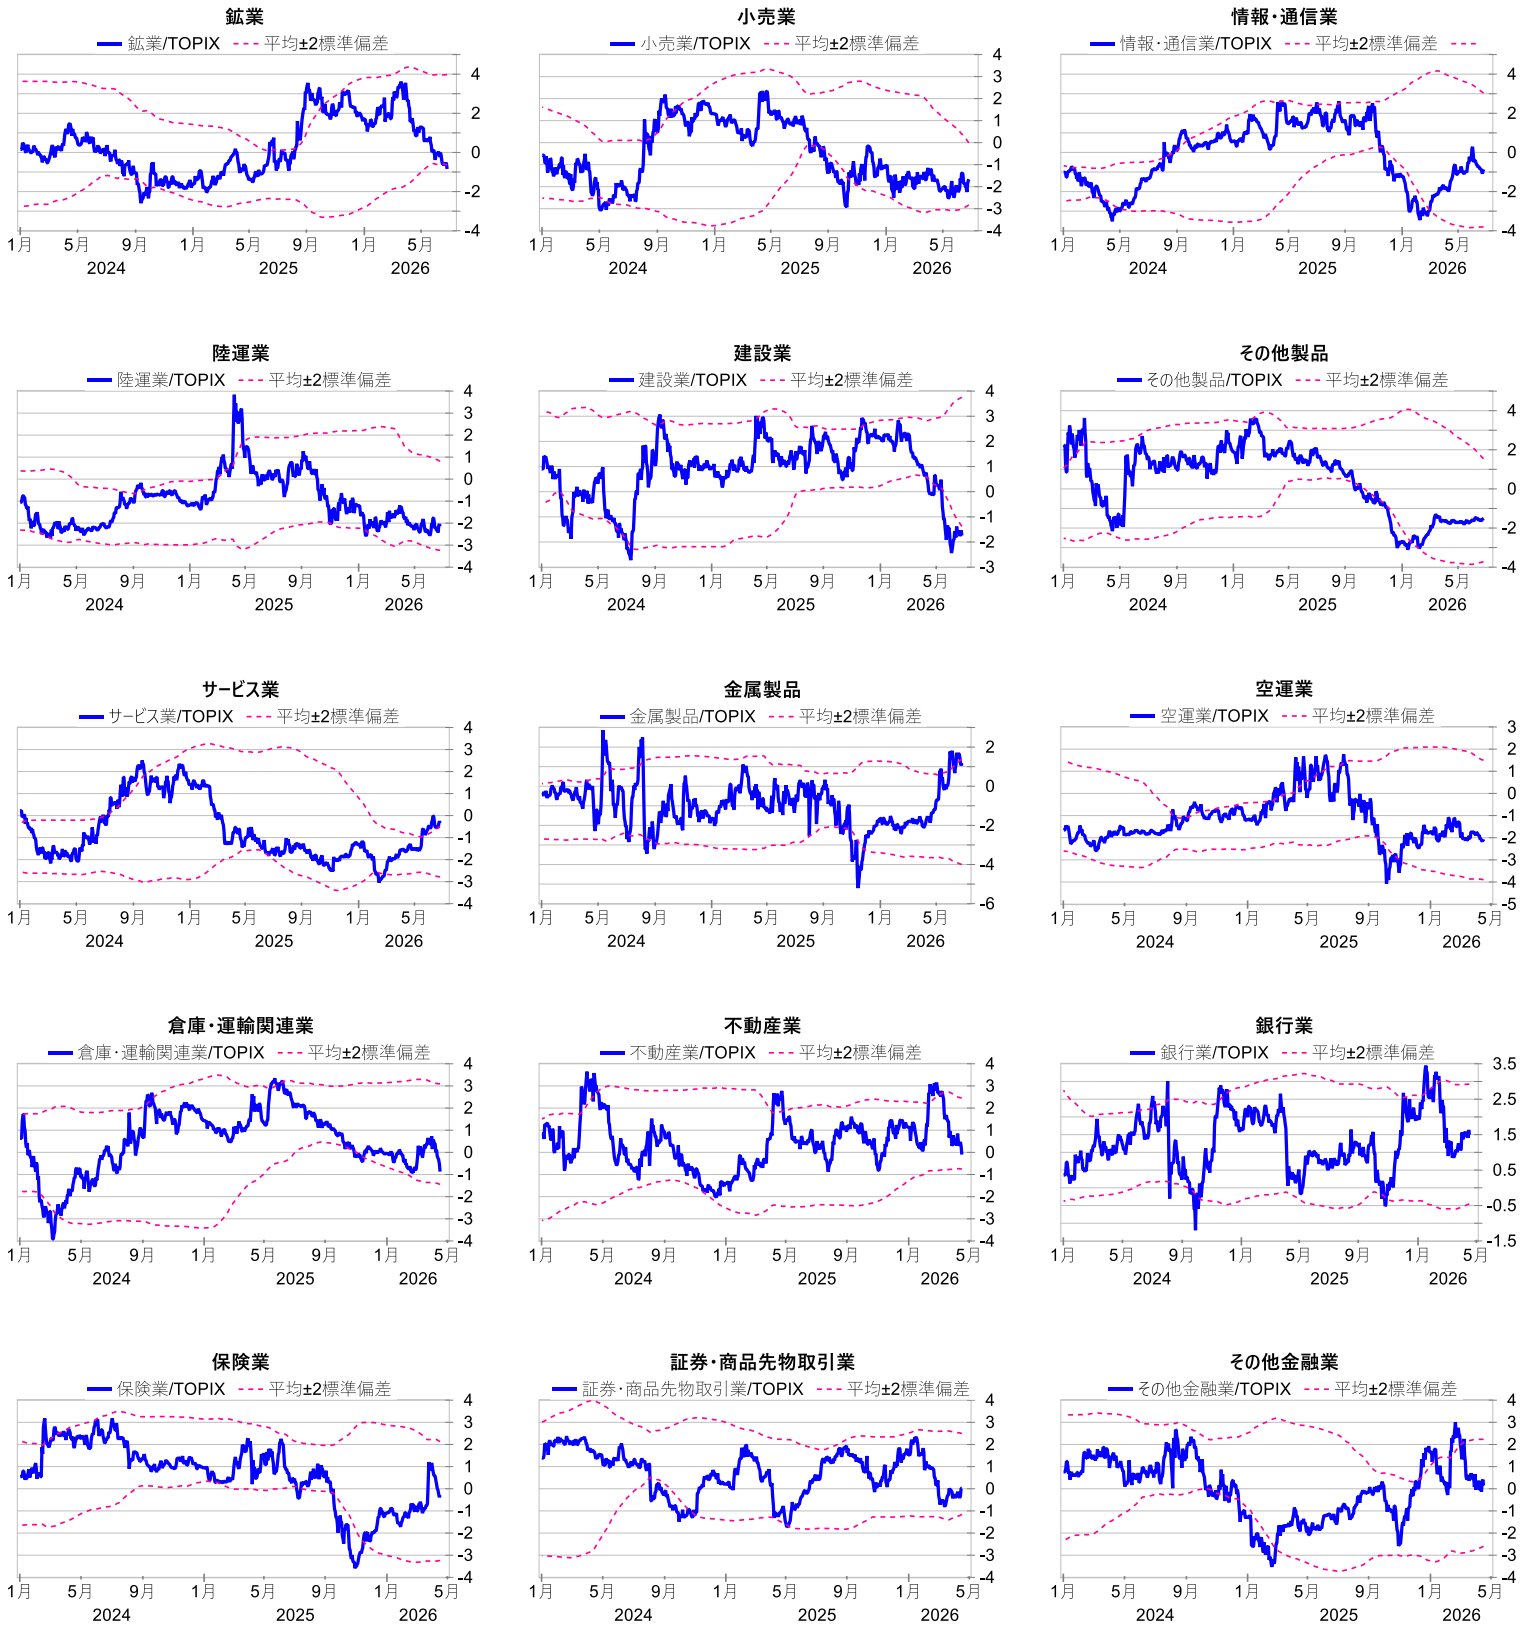 鉱業
鉱業/TOPIX 平均±2標準偏差
4
2
0
-2
-4
1月 5月 9月 1月 5月 9月 1月 5月
2024 2025 2026
小売業
小売業/TOPIX 平均±2標準偏差
4
3
2
1
0
-1
-2
-3
-4
1月 5月 9月 1月 5月 9月 1月 5月
2024 2025 2026
情報・通信業
情報・通信業/TOPIX 平均±2標準偏差
4
2
0
-2
-4
1月 5月 9月 1月 5月 9月 1月 5月
2024 2025 2026
陸運業
陸運業/TOPIX 平均±2標準偏差
4
3
2
1
0
-1
-2
-3
-4
1月 5月 9月 1月 5月 9月 1月 5月
2024 2025 2026
建設業
建設業/TOPIX 平均±2標準偏差
4
3
2
1
0
-1
-2
-3
1月 5月 9月 1月 5月 9月 1月 5月
2024 2025 2026
その他製品
その他製品/TOPIX 平均±2標準偏差
4
2
0
-2
-4
1月 5月 9月 1月 5月 9月 1月 5月
2024 2025 2026
サービス業
サービス業/TOPIX 平均±2標準偏差
4
3
2
1
0
-1
-2
-3
-4
1月 5月 9月 1月 5月 9月 1月 5月
2024 2025 2026
金属製品
金属製品/TOPIX 平均±2標準偏差
2
0
-2
-4
-6
1月 5月 9月 1月 5月 9月 1月 5月
2024 2025 2026
空運業
空運業/TOPIX 平均±2標準偏差
3
2
1
0
-1
-2
-3
-4
-5
1月 5月 9月 1月 5月 9月 1月 5月
2024 2025 2026
倉庫・運輸関連業
倉庫・運輸関連業/TOPIX 平均±2標準偏差
4
3
2
1
0
-1
-2
-3
-4
1月 5月 9月 1月 5月 9月 1月 5月
2024 2025 2026
不動産業
不動産業/TOPIX 平均±2標準偏差
4
3
2
1
0
-1
-2
-3
-4
1月 5月 9月 1月 5月 9月 1月 5月
2024 2025 2026
銀行業
銀行業/TOPIX 平均±2標準偏差
3.5
2.5
1.5
0.5
-0.5
-1.5
1月 5月 9月 1月 5月 9月 1月 5月
2024 2025 2026
保険業
保険業/TOPIX 平均±2標準偏差
4
3
2
1
0
-1
-2
-3
-4
1月 5月 9月 1月 5月 9月 1月 5月
2024 2025 2026
証券・商品先物取引業
証券・商品先物取引業/TOPIX 平均±2標準偏差
4
3
2
1
0
-1
-2
-3
-4
1月 5月 9月 1月 5月 9月 1月 5月
2024 2025 2026
その他金融業
その他金融業/TOPIX 平均±2標準偏差
4
3
2
1
0
-1
-2
-3
-4
1月 5月 9月 1月 5月 9月 1月 5月
2024 2025 2026